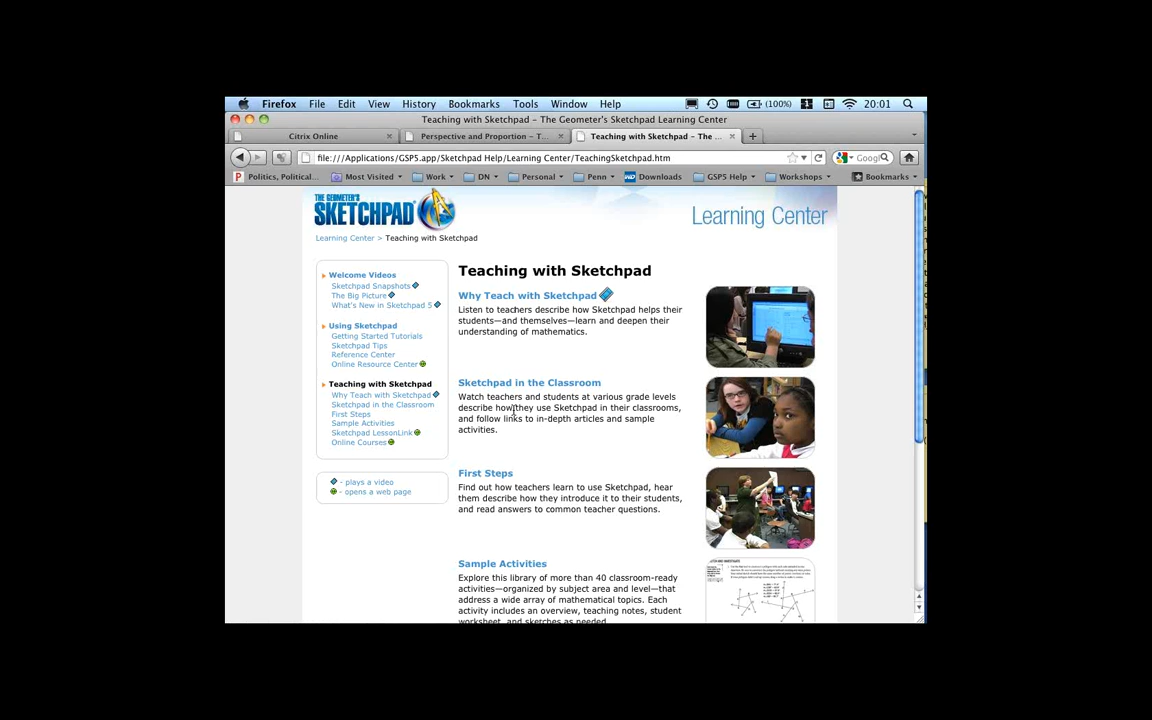 Firefox File Edit View History Bookmarks Tools Window Help (100%) 20:01
Teaching with Sketchpad – The Geometer's Sketchpad Learning Center
Citrix Online Perspective and Proportion – T... Teaching with Sketchpad – The ...
file:///Applications/GSP5.app/Sketchpad Help/Learning Center/TeachingSketchpad.htm
Politics, Political... Most Visited Work DN Personal Penn Downloads GSP5 Help Workshops Bookmarks
THE GEOMETER'S
SKETCHPAD
Learning Center
Learning Center > Teaching with Sketchpad
Welcome Videos
Sketchpad Snapshots
The Big Picture
What's New in Sketchpad 5
Using Sketchpad
Getting Started Tutorials
Sketchpad Tips
Reference Center
Online Resource Center
Teaching with Sketchpad
Why Teach with Sketchpad
Sketchpad in the Classroom
First Steps
Sample Activities
Sketchpad LessonLink
Online Courses
- plays a video
- opens a web page
Teaching with Sketchpad
Why Teach with Sketchpad
Listen to teachers describe how Sketchpad helps their
students—and themselves—learn and deepen their
understanding of mathematics.
Sketchpad in the Classroom
Watch teachers and students at various grade levels
describe how they use Sketchpad in their classrooms,
and follow links to in-depth articles and sample
activities.
First Steps
Find out how teachers learn to use Sketchpad, hear
them describe how they introduce it to their students,
and read answers to common teacher questions.
Sample Activities
Explore this library of more than 40 classroom-ready
activities—organized by subject area and level—that
address a wide array of mathematical topics. Each
activity includes an overview, teaching notes, student
worksheet, and sketches as needed.